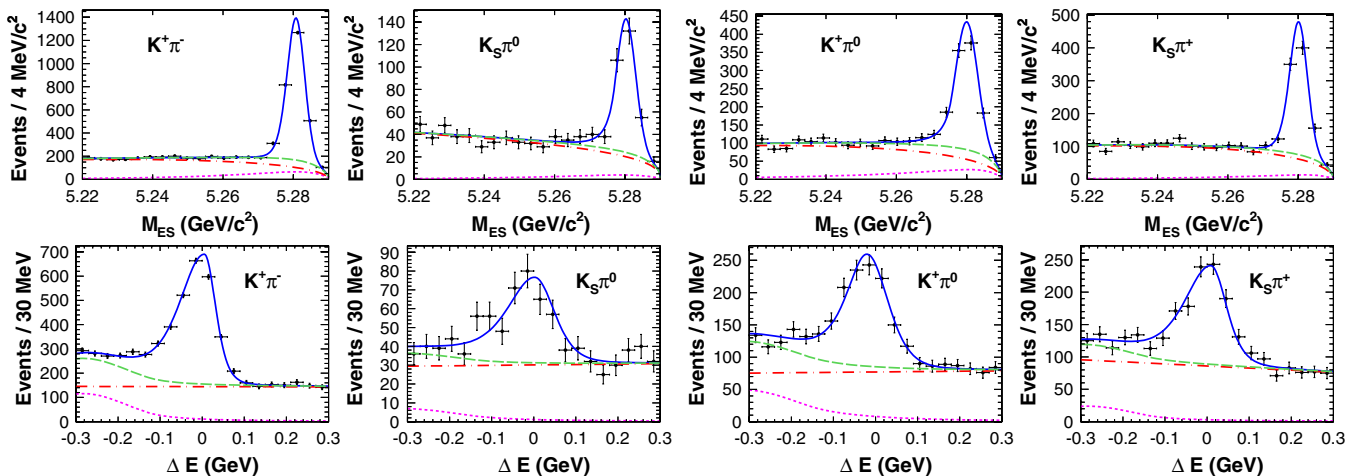 Events / 4 MeV/c²
1400
1200
1000
800
600
400
200
0
K⁺π⁻
5.22 5.24 5.26 5.28
M_ES (GeV/c²)
Events / 4 MeV/c²
140
120
100
80
60
40
20
0
K_Sπ⁰
5.22 5.24 5.26 5.28
M_ES (GeV/c²)
Events / 4 MeV/c²
450
400
350
300
250
200
150
100
50
0
K⁺π⁰
5.22 5.24 5.26 5.28
M_ES (GeV/c²)
Events / 4 MeV/c²
500
400
300
200
100
0
K_Sπ⁺
5.22 5.24 5.26 5.28
M_ES (GeV/c²)
Events / 30 MeV
700
600
500
400
300
200
100
0
K⁺π⁻
-0.3 -0.2 -0.1 0 0.1 0.2 0.3
Δ E (GeV)
Events / 30 MeV
90
80
70
60
50
40
30
20
10
0
K_Sπ⁰
-0.3 -0.2 -0.1 0 0.1 0.2 0.3
Δ E (GeV)
Events / 30 MeV
250
200
150
100
50
0
K⁺π⁰
-0.3 -0.2 -0.1 0 0.1 0.2 0.3
Δ E (GeV)
Events / 30 MeV
250
200
150
100
50
0
K_Sπ⁺
-0.3 -0.2 -0.1 0 0.1 0.2 0.3
Δ E (GeV)